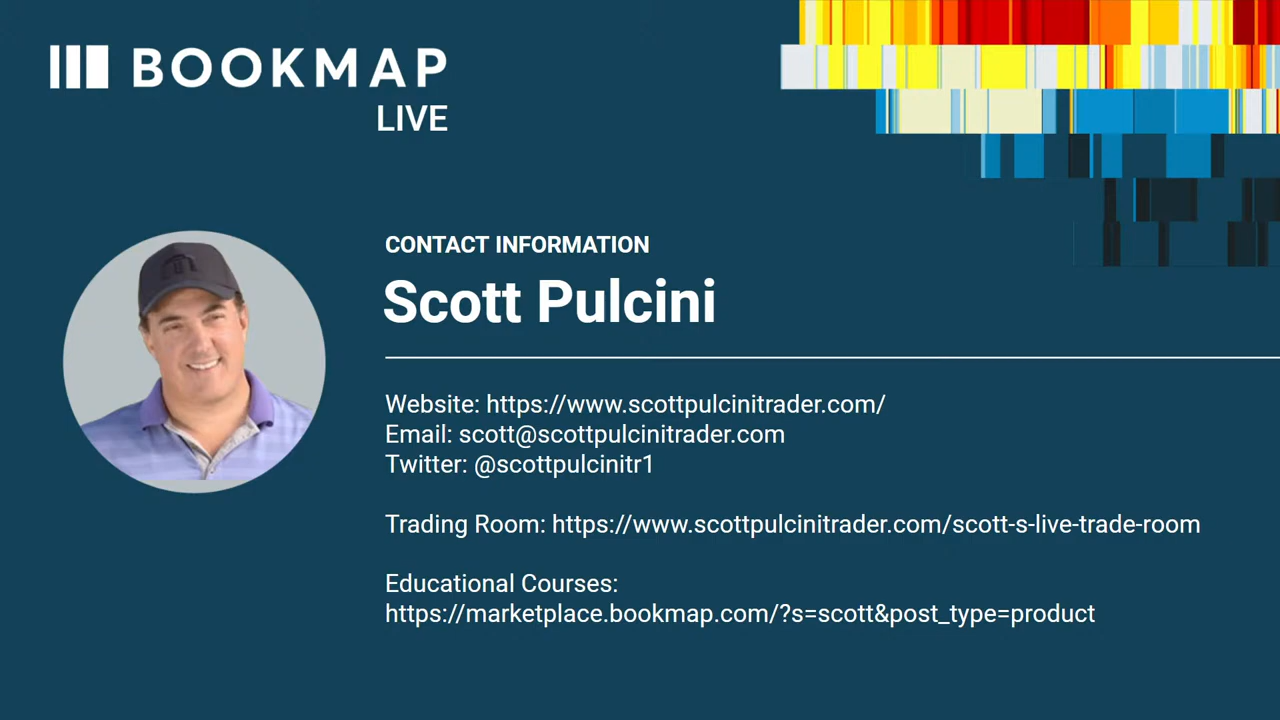 BOOKMAP
LIVE
CONTACT INFORMATION
Scott Pulcini
Website: https://www.scottpulcinitrader.com/
Email: scott@scottpulcinitrader.com
Twitter: @scottpulcinitr1
Trading Room: https://www.scottpulcinitrader.com/scott-s-live-trade-room
Educational Courses:
https://marketplace.bookmap.com/?s=scott&post_type=product